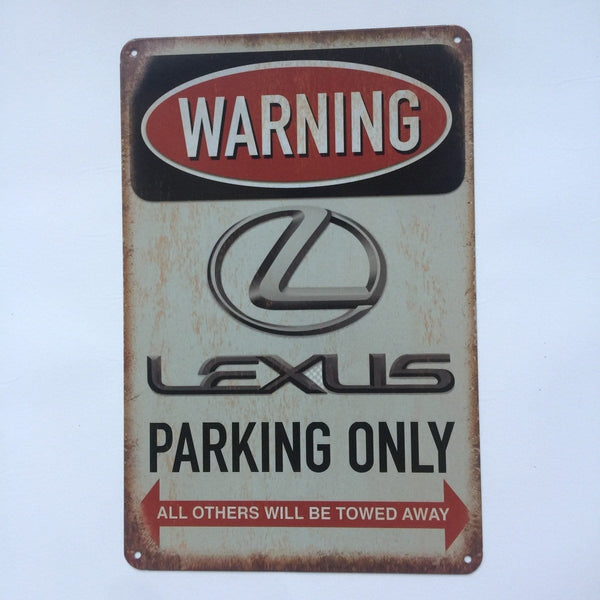 WARNING
LEXUS
PARKING ONLY
ALL OTHERS WILL BE TOWED AWAY